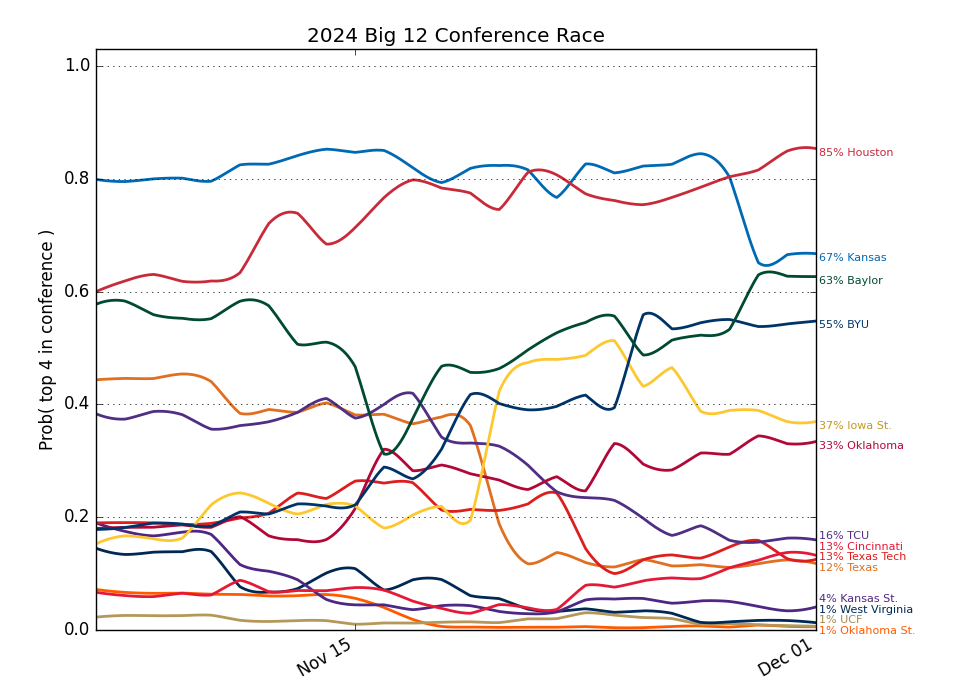 2024 Big 12 Conference Race
Prob( top 4 in conference )
1.0
0.8
0.6
0.4
0.2
0.0
Nov 15
Dec 01
85% Houston
67% Kansas
63% Baylor
55% BYU
37% Iowa St.
33% Oklahoma
16% TCU
13% Cincinnati
13% Texas Tech
12% Texas
4% Kansas St.
1% West Virginia
1% UCF
1% Oklahoma St.